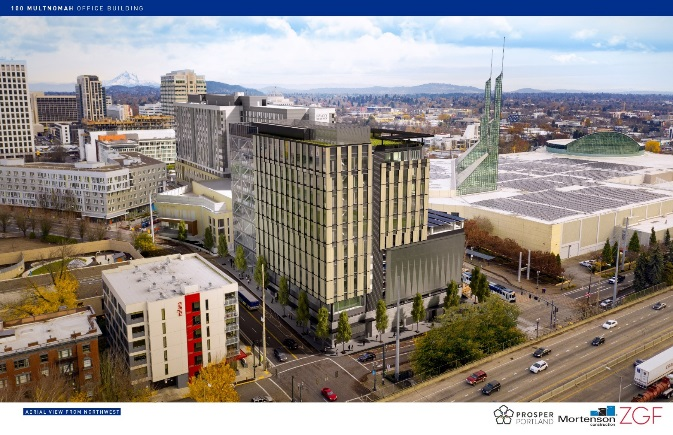 100 MULTNOMAH OFFICE BUILDING
AERIAL VIEW FROM NORTHWEST
PROSPER
PORTLAND
Mortenson
construction
ZGF